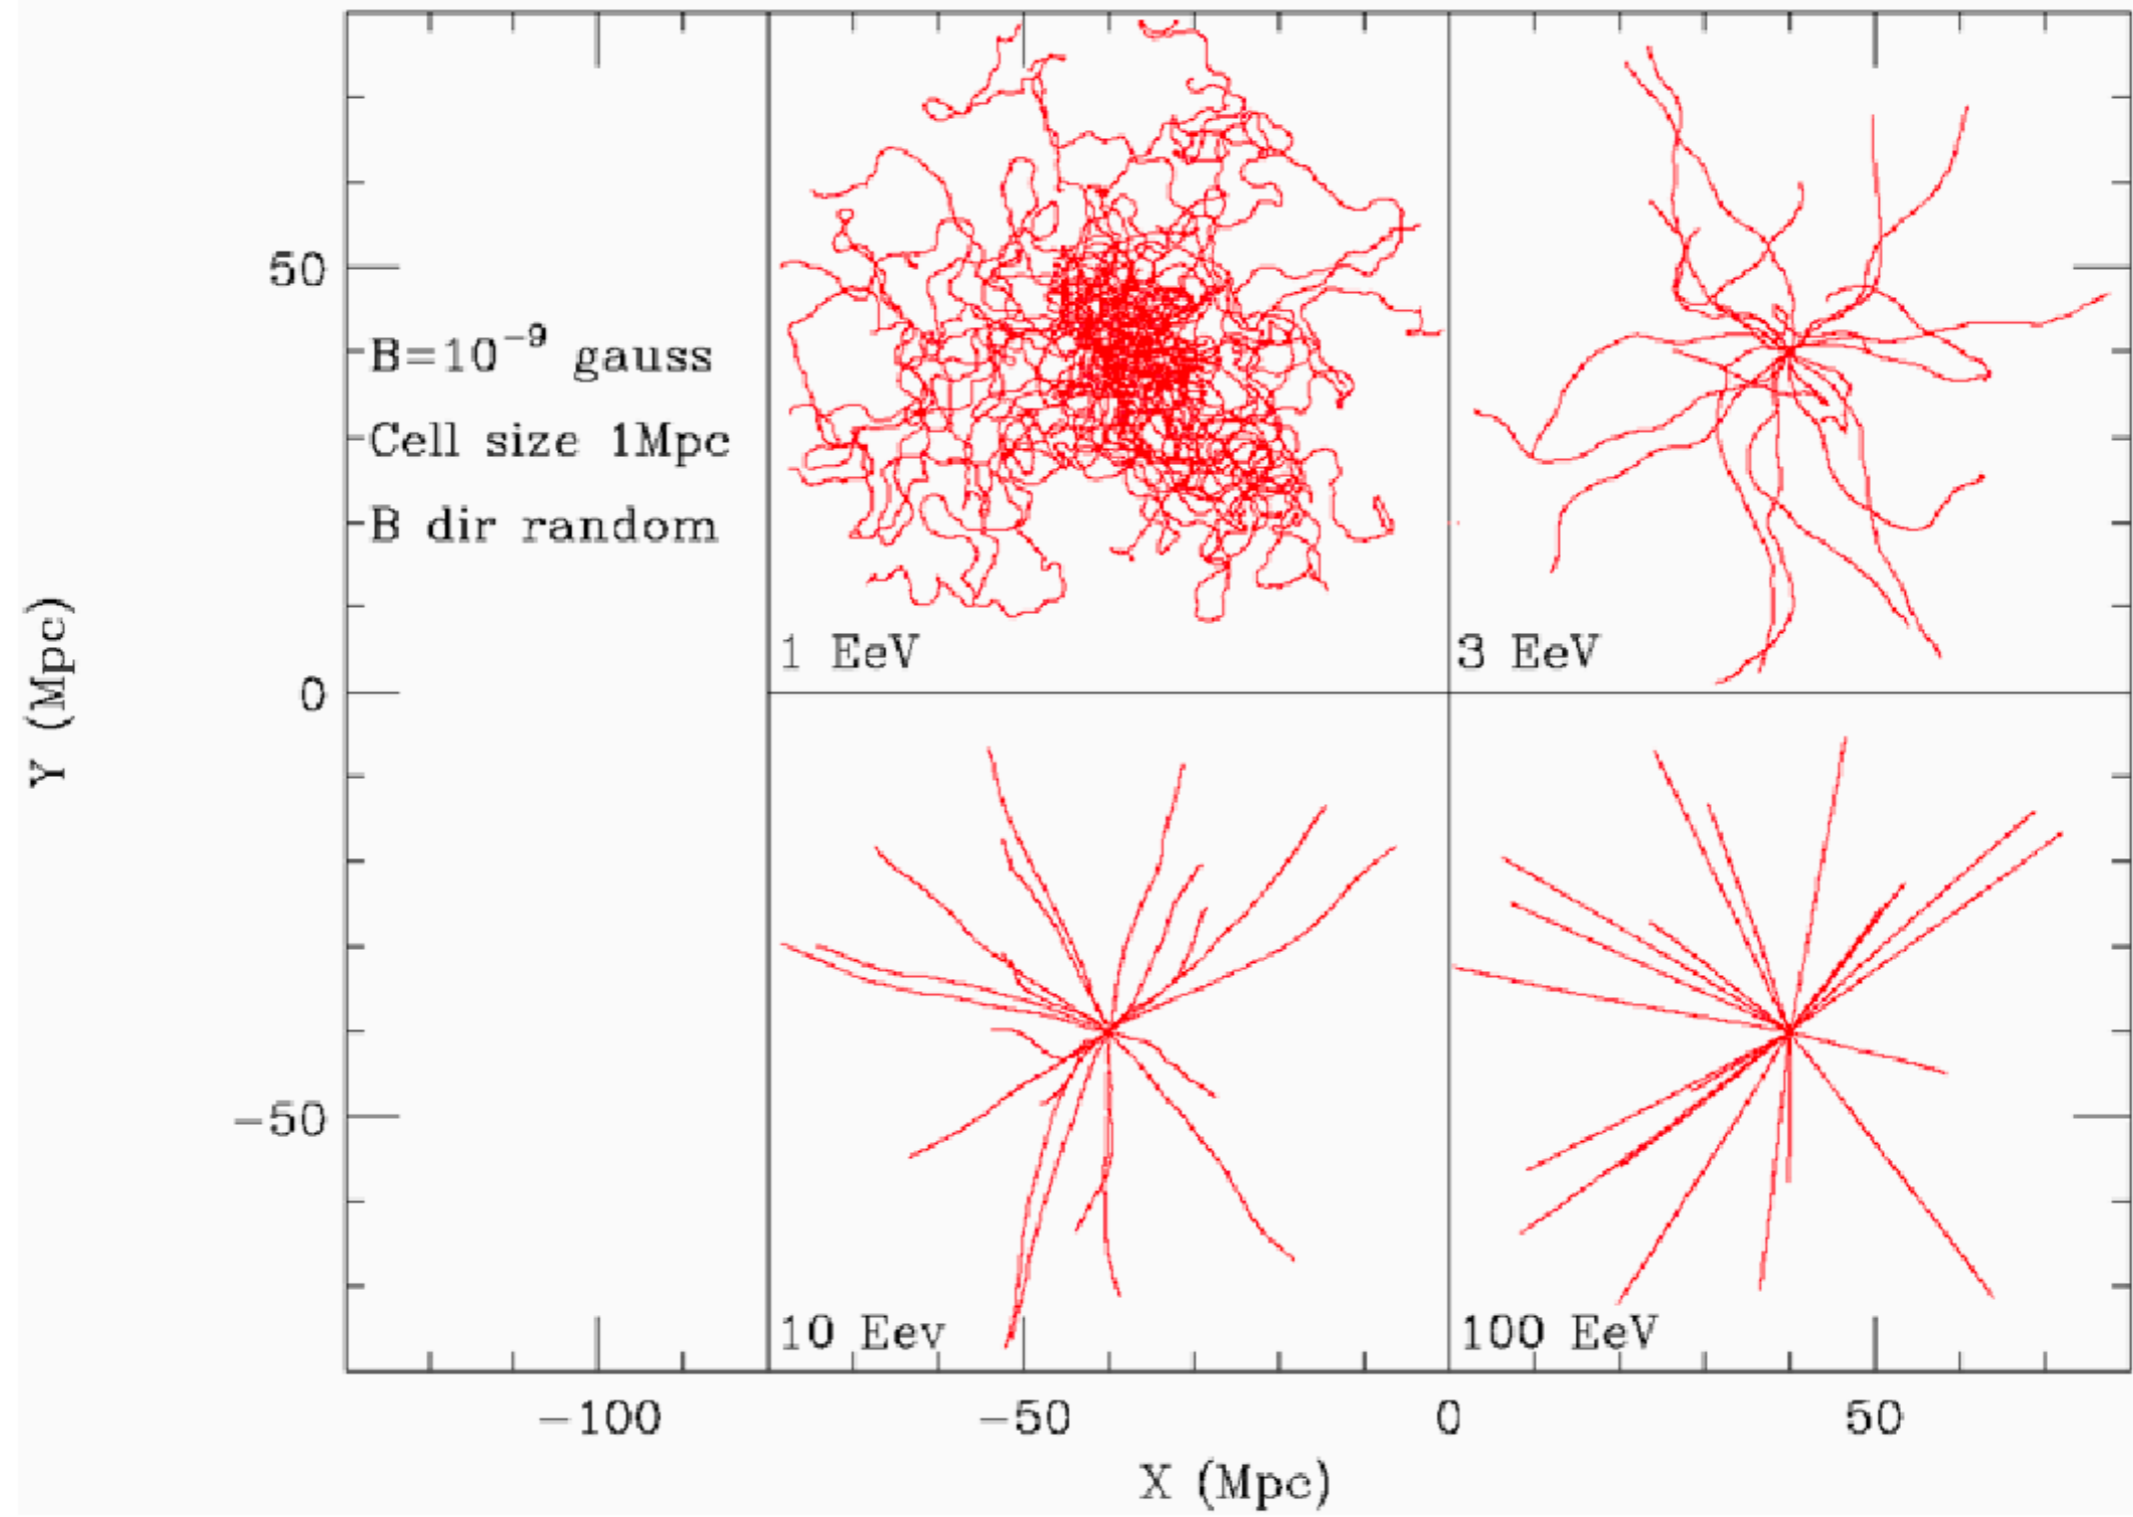 50
B=10⁻⁹ gauss
Cell size 1Mpc
B dir random
1 EeV
3 EeV
0
Y (Mpc)
-50
10 Eev
100 EeV
-100
-50
0
50
X (Mpc)